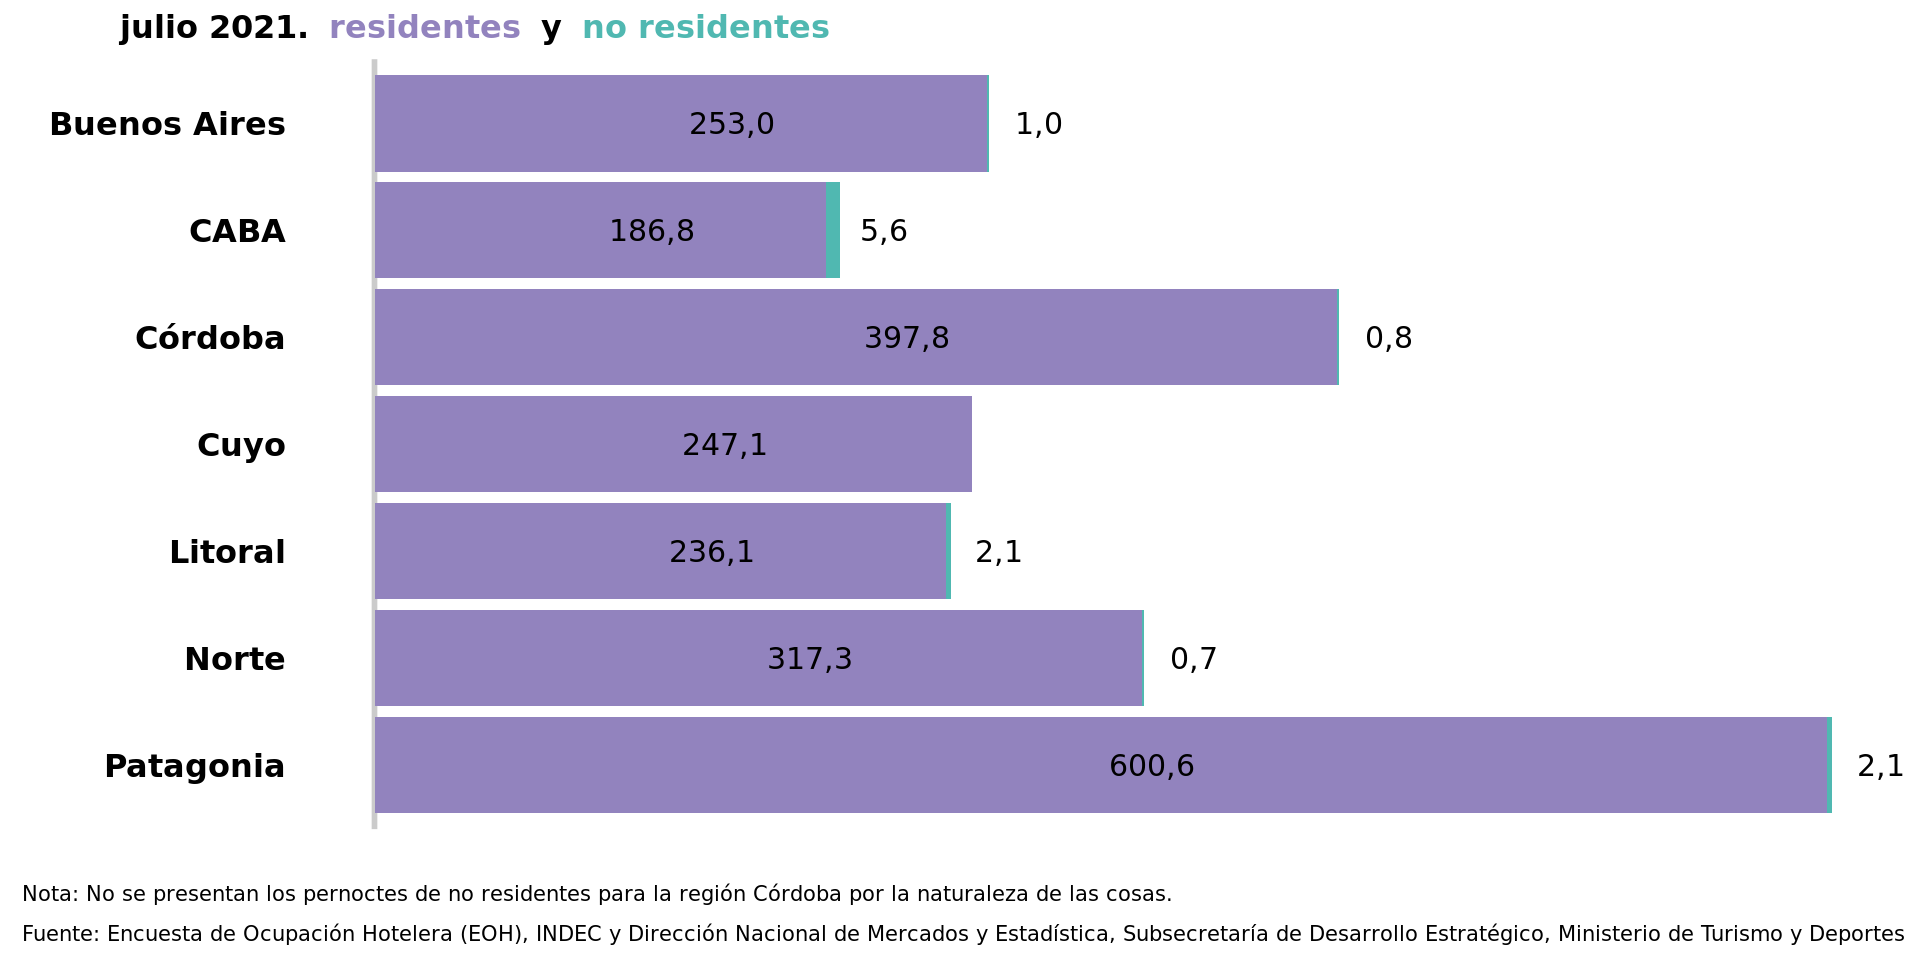 julio 2021. residentes y no residentes
Buenos Aires 253,0 1,0
CABA 186,8 5,6
Córdoba 397,8 0,8
Cuyo 247,1
Litoral 236,1 2,1
Norte 317,3 0,7
Patagonia 600,6 2,1
Nota: No se presentan los pernoctes de no residentes para la región Córdoba por la naturaleza de las cosas.
Fuente: Encuesta de Ocupación Hotelera (EOH), INDEC y Dirección Nacional de Mercados y Estadística, Subsecretaría de Desarrollo Estratégico, Ministerio de Turismo y Deportes